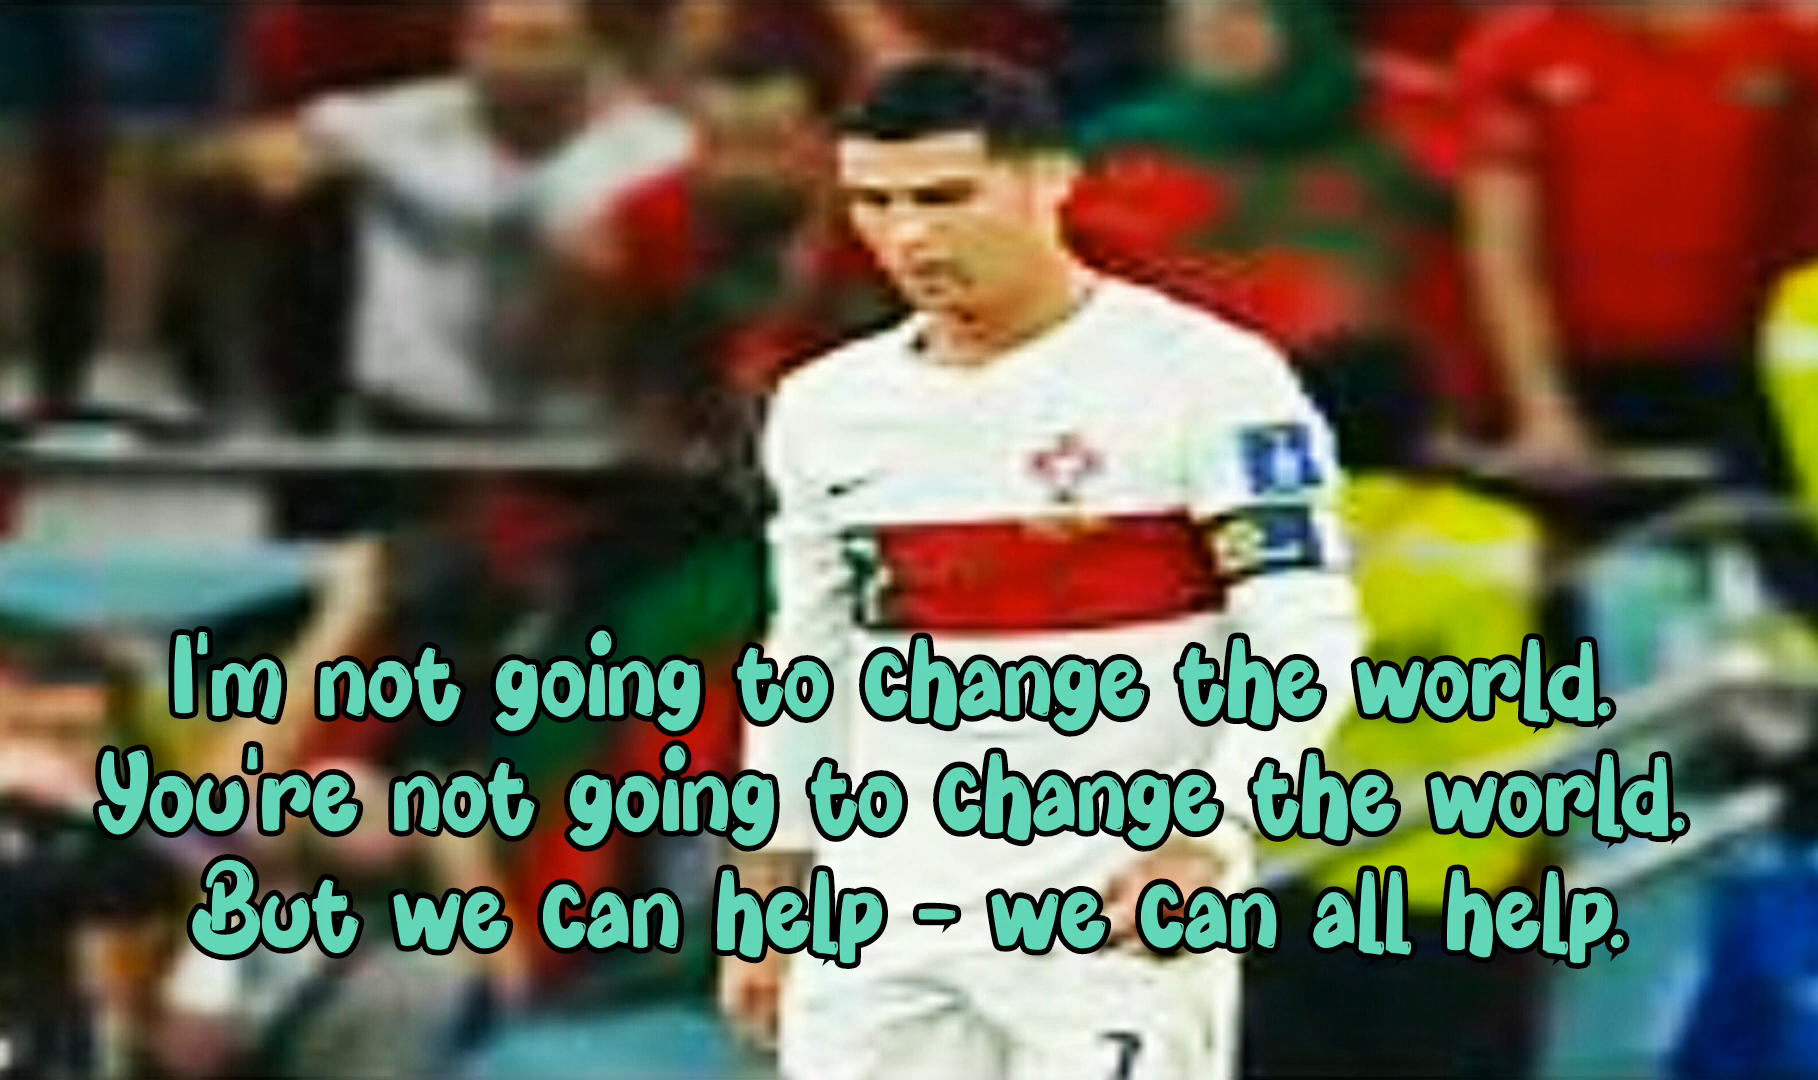 I'm not going to change the world.
You're not going to change the world.
But we can help - we can all help.
7